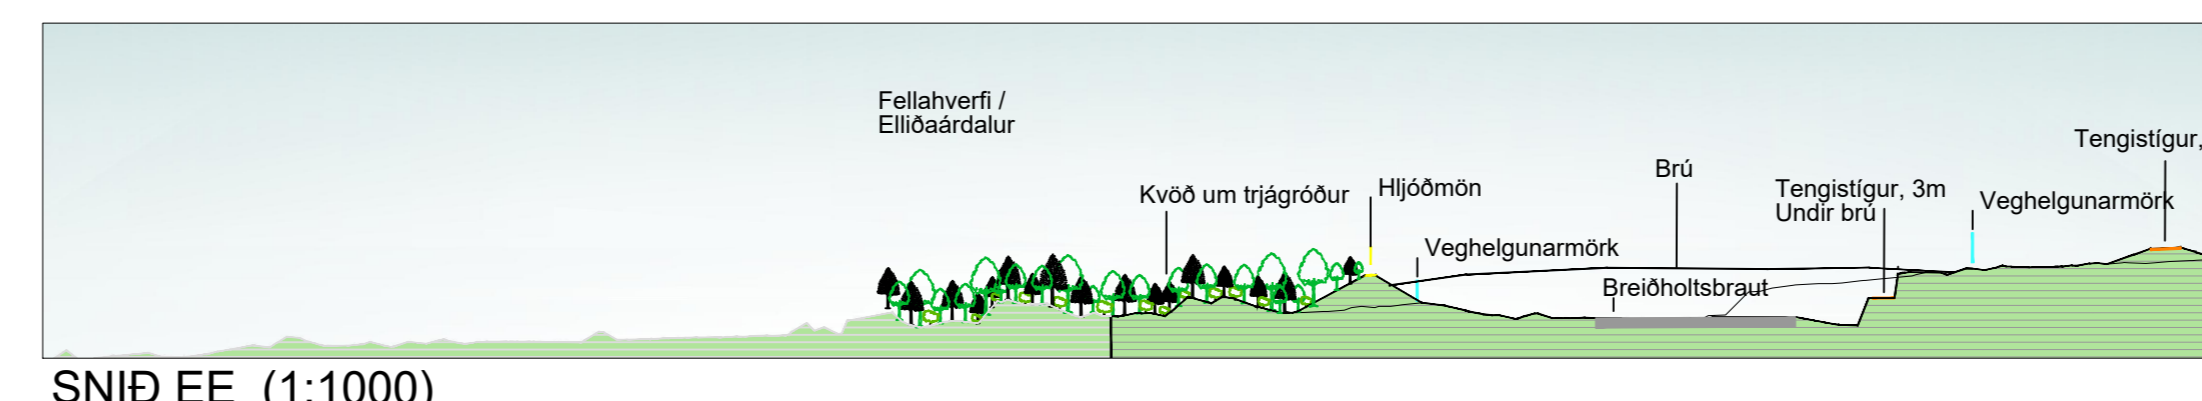 Fellahverfi /
Elliðaárdalur
Kvöð um trjágróður
Hljóðmön
Veghelgunarmörk
Brú
Breiðholtsbraut
Tengistígur, 3m
Undir brú
Veghelgunarmörk
Tengistígur,
SNIÐ EE (1:1000)